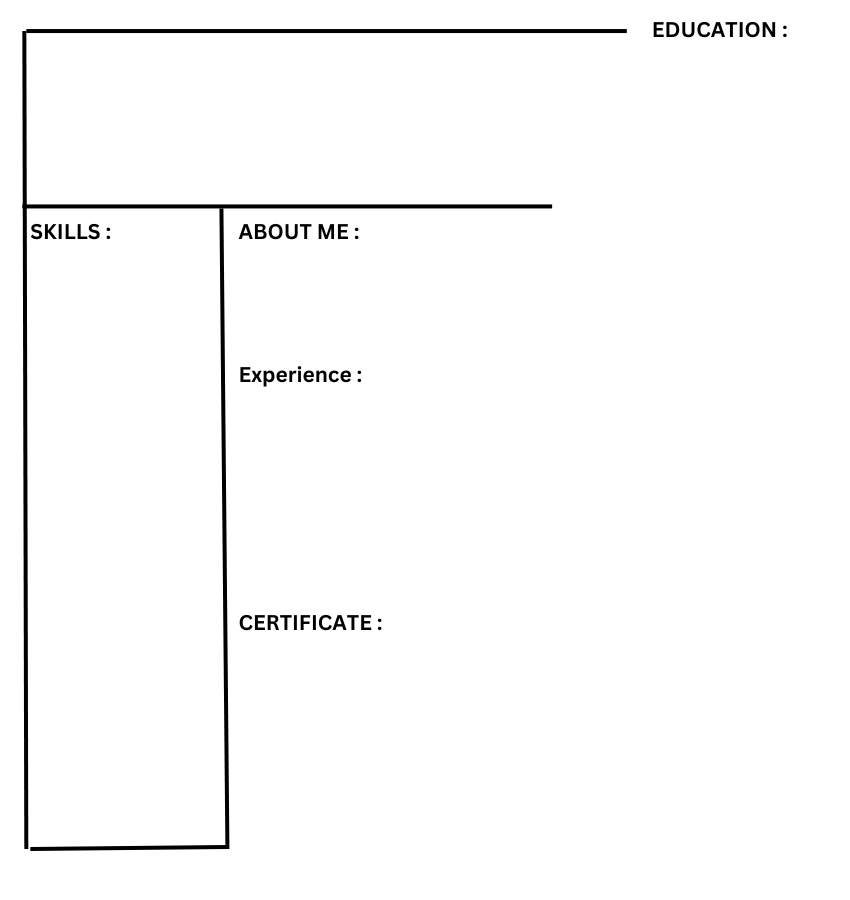 EDUCATION :
SKILLS :
ABOUT ME :
Experience :
CERTIFICATE :